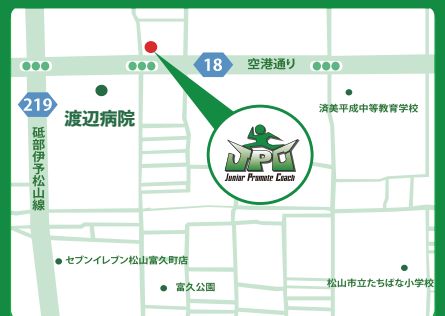 18
空港通り
219
渡辺病院
済美平成中等教育学校
砥部伊予松山線
JPC
Junior Promote Coach
セブンイレブン松山富久町店
富久公園
松山市立たちばな小学校